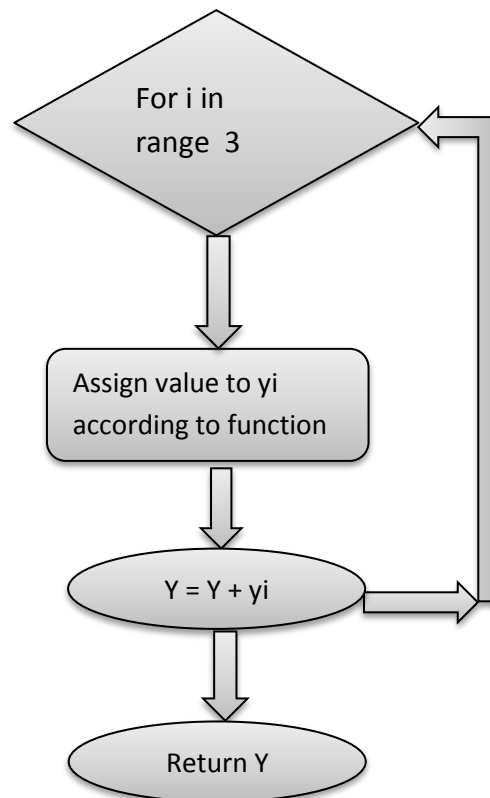 For i in
range  3
Assign value to yi
according to function
Y = Y + yi
Return Y